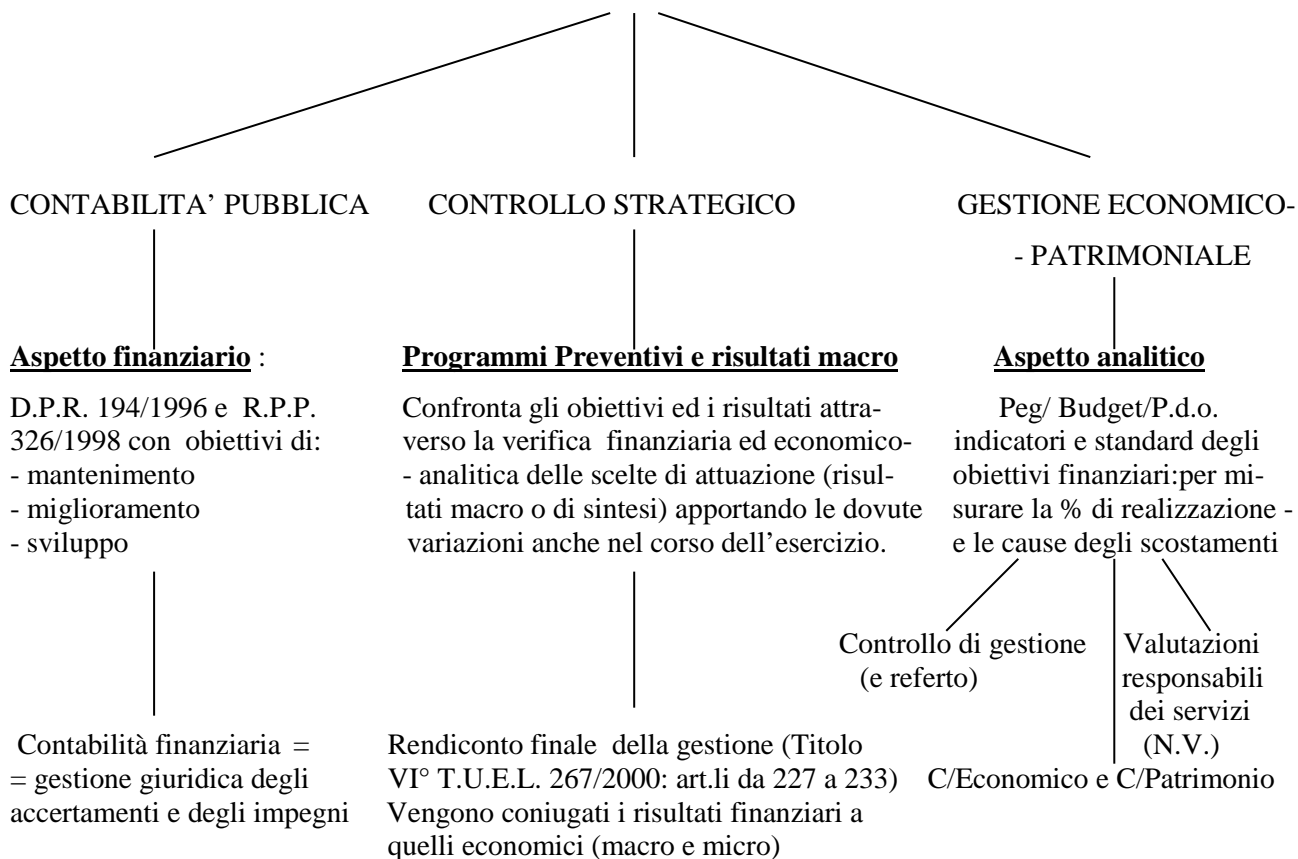 CONTABILITA’ PUBBLICA
CONTROLLO STRATEGICO
GESTIONE ECONOMICO-
- PATRIMONIALE
Aspetto finanziario :
D.P.R. 194/1996 e R.P.P.
326/1998 con obiettivi di:
- mantenimento
- miglioramento
- sviluppo
Contabilità finanziaria =
= gestione giuridica degli
accertamenti e degli impegni
Programmi Preventivi e risultati macro
Confronta gli obiettivi ed i risultati attra-
verso la verifica finanziaria ed economico-
- analitica delle scelte di attuazione (risul-
tati macro o di sintesi) apportando le dovute
variazioni anche nel corso dell’esercizio.
Rendiconto finale della gestione (Titolo
VI° T.U.E.L. 267/2000: art.li da 227 a 233)
Vengono coniugati i risultati finanziari a
quelli economici (macro e micro)
Aspetto analitico
Peg/ Budget/P.d.o.
indicatori e standard degli
obiettivi finanziari:per mi-
surare la % di realizzazione -
e le cause degli scostamenti
Controllo di gestione
(e referto)
Valutazioni
responsabili
dei servizi
(N.V.)
C/Economico e C/Patrimonio